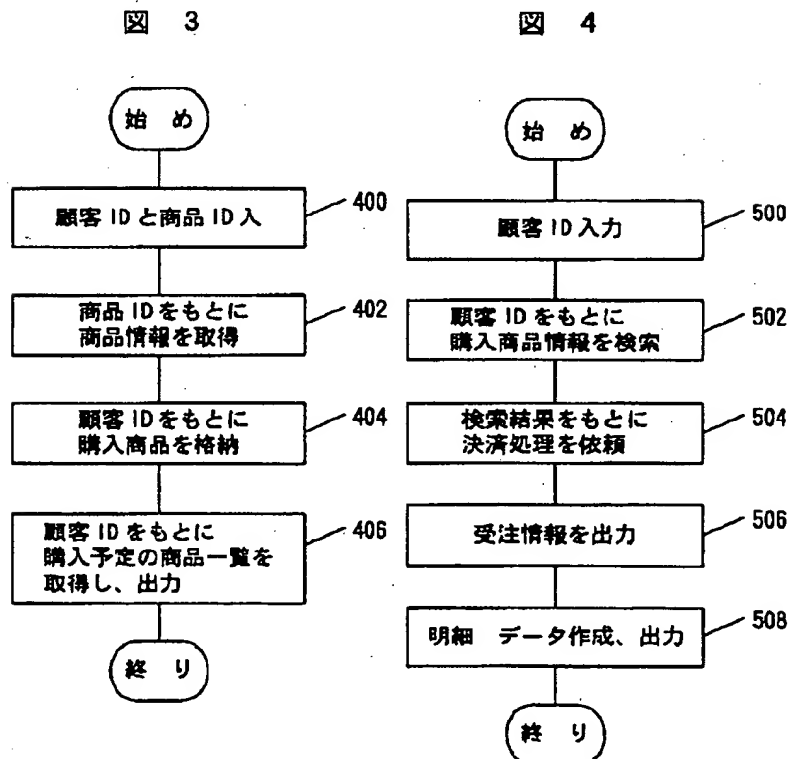 図 3
始 め
顧客 ID と商品 ID 入
400
商品 ID をもとに
商品情報を取得
402
顧客 ID をもとに
購入商品を格納
404
顧客 ID をもとに
購入予定の商品一覧を
取得し、出力
406
終 り
図 4
始 め
顧客 ID 入力
500
顧客 ID をもとに
購入商品情報を検索
502
検索結果をもとに
決済処理を依頼
504
受注情報を出力
506
明細 データ作成、出力
508
終 り